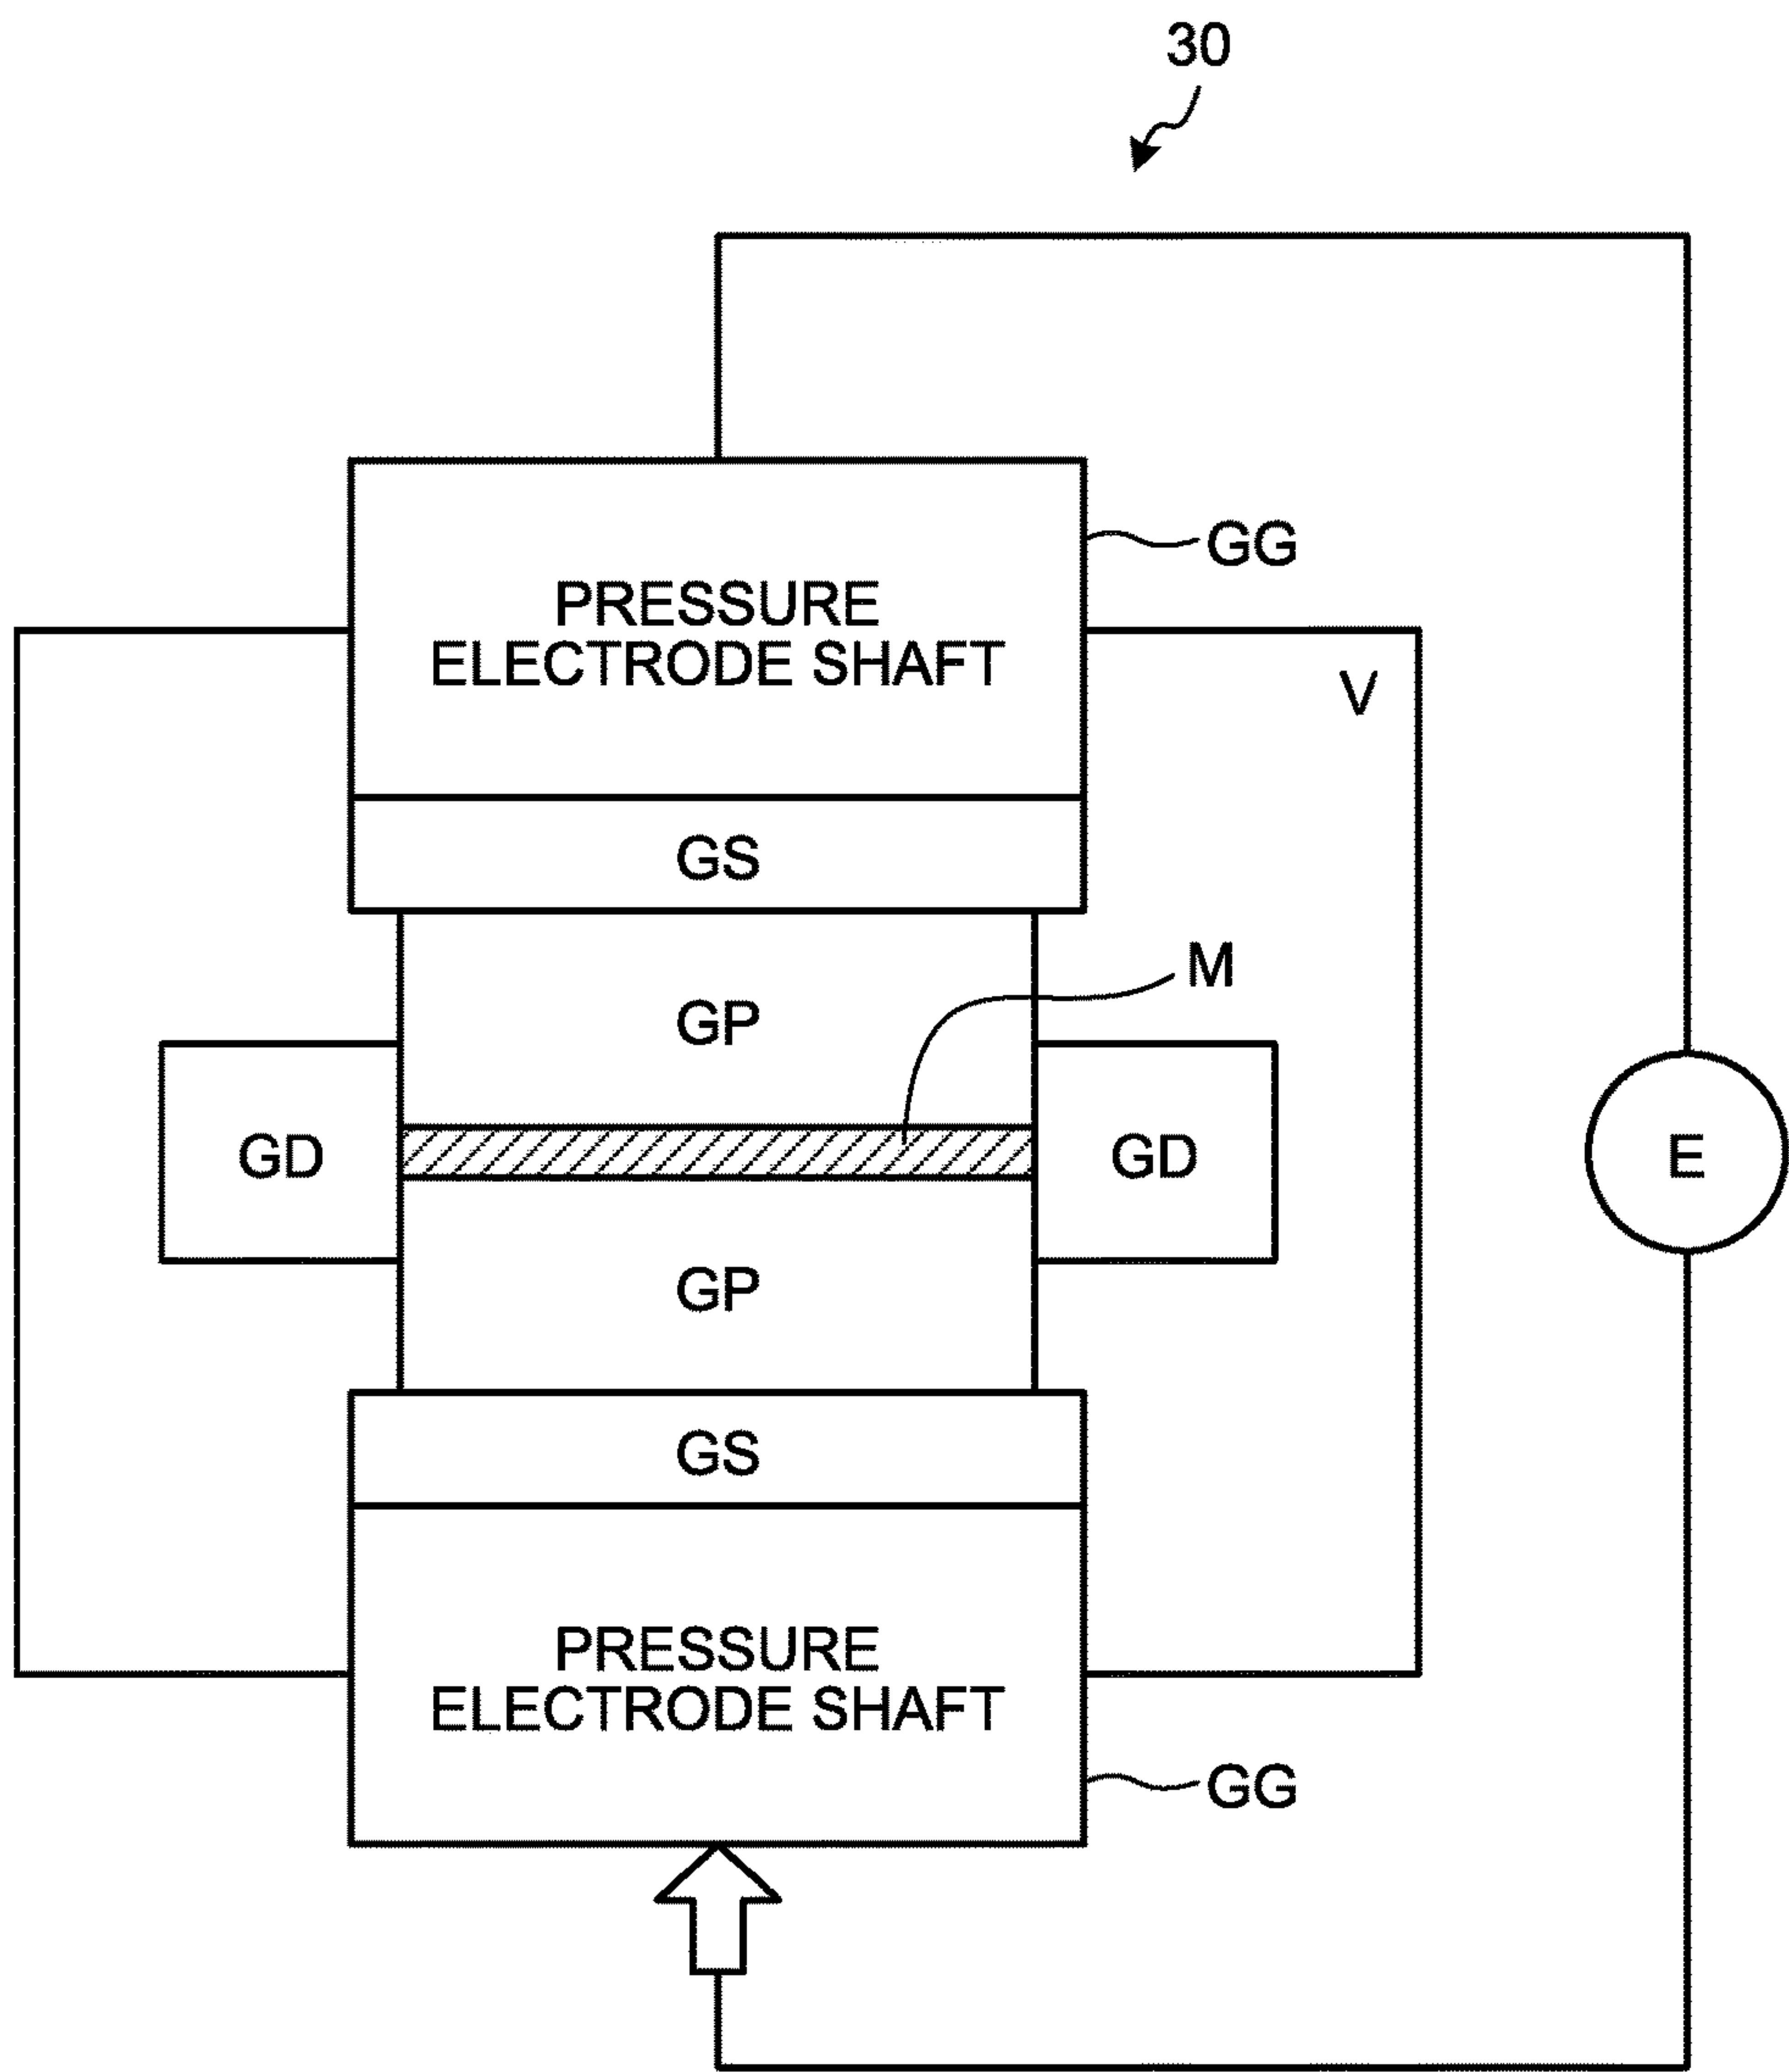 30
GG
PRESSURE
ELECTRODE SHAFT
V
GS
M
GP
GD
GD
E
GP
GS
PRESSURE
ELECTRODE SHAFT
GG